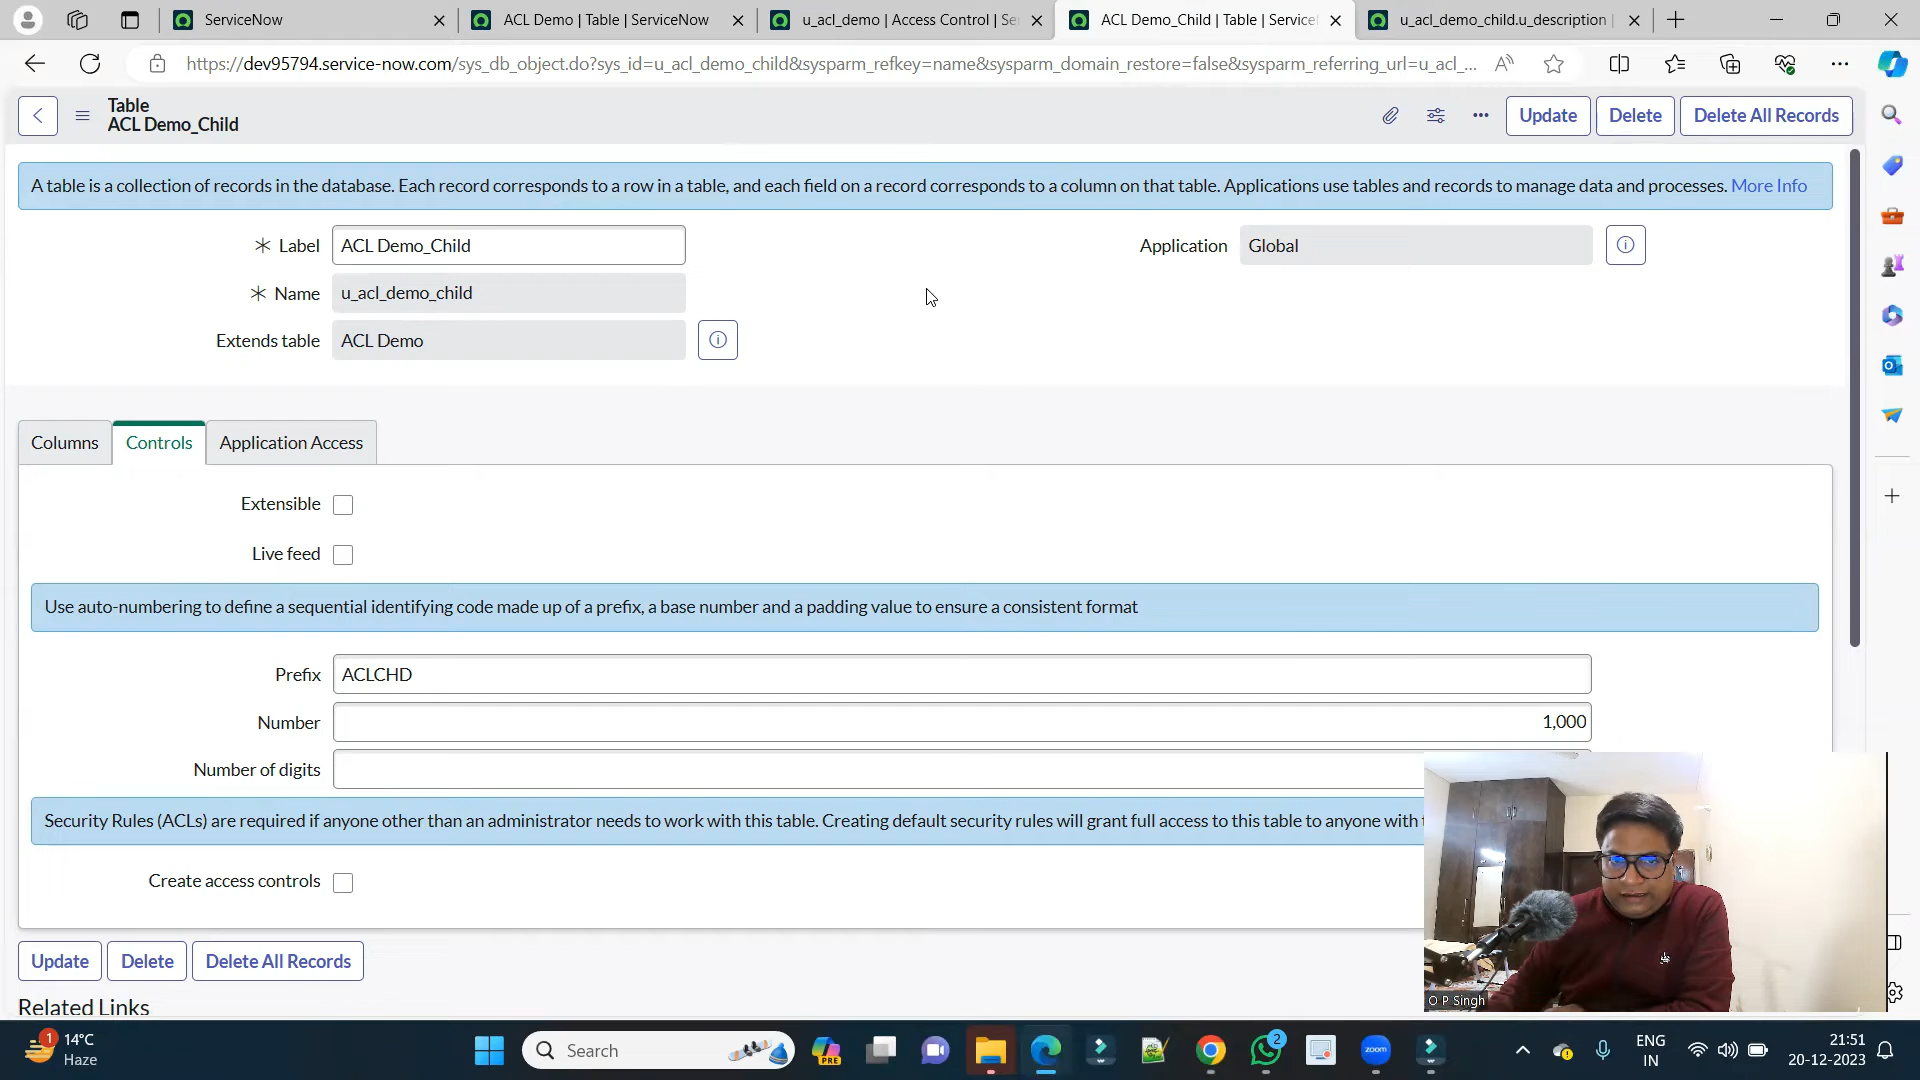 ServiceNow
ACL Demo | Table | ServiceNow
u_acl_demo | Access Control | Se
ACL Demo_Child | Table | Service
u_acl_demo_child.u_description |
https://dev95794.service-now.com/sys_db_object.do?sys_id=u_acl_demo_child&sysparm_refkey=name&sysparm_domain_restore=false&sysparm_referring_url=u_acl_...
Table
ACL Demo_Child
Update
Delete
Delete All Records
A table is a collection of records in the database. Each record corresponds to a row in a table, and each field on a record corresponds to a column on that table. Applications use tables and records to manage data and processes. More Info
Label
ACL Demo_Child
Application
Global
Name
u_acl_demo_child
Extends table
ACL Demo
Columns
Controls
Application Access
Extensible
Live feed
Use auto-numbering to define a sequential identifying code made up of a prefix, a base number and a padding value to ensure a consistent format
Prefix
ACLCHD
Number
1,000
Number of digits
Security Rules (ACLs) are required if anyone other than an administrator needs to work with this table. Creating default security rules will grant full access to this table to anyone with
Create access controls
Update
Delete
Delete All Records
Related Links
O P Singh
1
14°C
Haze
Search
PRE
2
zoom
ENG
IN
21:51
20-12-2023